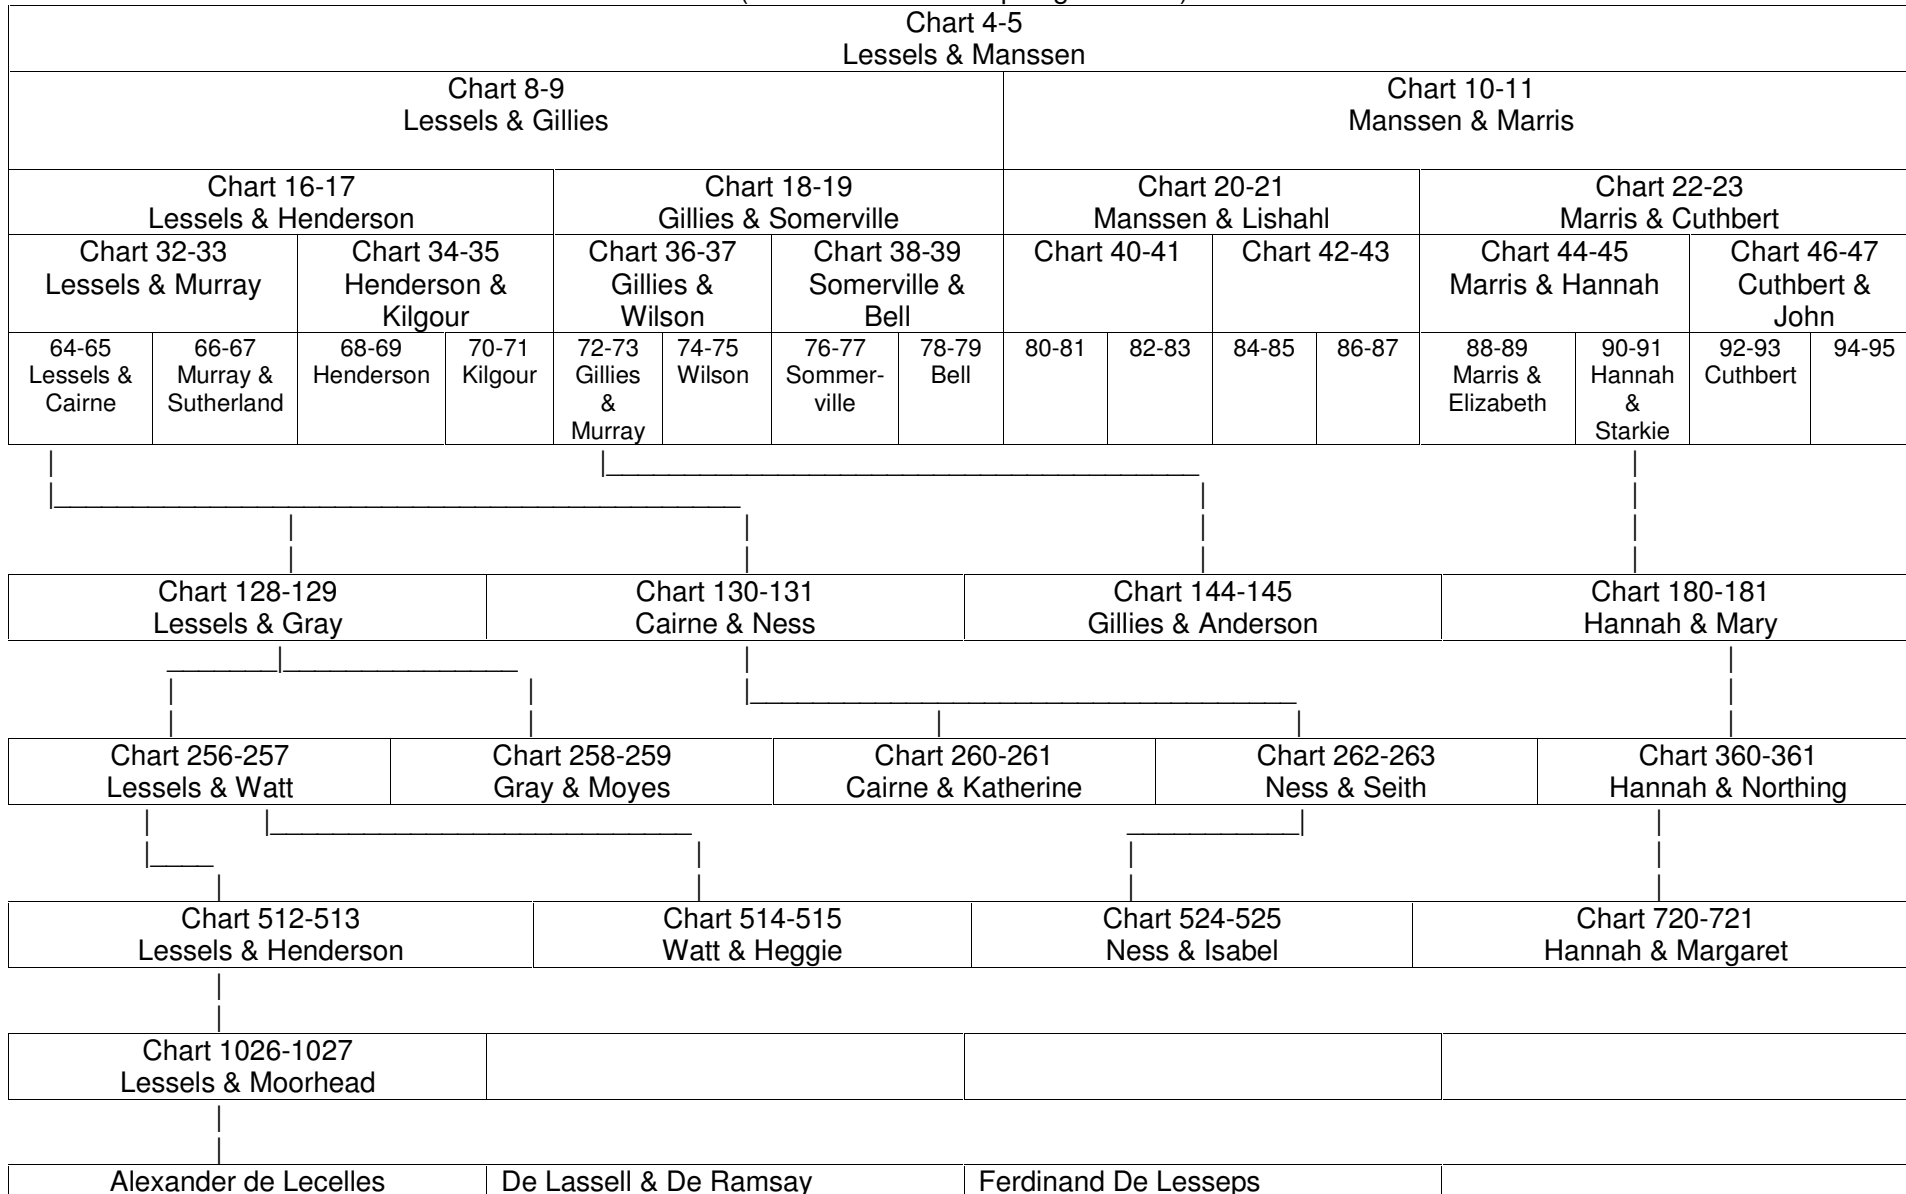 Chart 4-5
Lessels & Manssen
Chart 8-9
Lessels & Gillies
Chart 10-11
Manssen & Marris
Chart 16-17
Lessels & Henderson
Chart 18-19
Gillies & Somerville
Chart 20-21
Manssen & Lishahl
Chart 22-23
Marris & Cuthbert
Chart 32-33
Lessels & Murray
Chart 34-35
Henderson &
Kilgour
Chart 36-37
Gillies &
Wilson
Chart 38-39
Somerville &
Bell
Chart 40-41
Chart 42-43
Chart 44-45
Marris & Hannah
Chart 46-47
Cuthbert &
John
64-65
Lessels &
Cairne
66-67
Murray &
Sutherland
68-69
Henderson
70-71
Kilgour
72-73
Gillies
&
Murray
74-75
Wilson
76-77
Sommer-
ville
78-79
Bell
80-81
82-83
84-85
86-87
88-89
Marris &
Elizabeth
90-91
Hannah
&
Starkie
92-93
Cuthbert
94-95
Chart 128-129
Lessels & Gray
Chart 130-131
Cairne & Ness
Chart 144-145
Gillies & Anderson
Chart 180-181
Hannah & Mary
Chart 256-257
Lessels & Watt
Chart 258-259
Gray & Moyes
Chart 260-261
Cairne & Katherine
Chart 262-263
Ness & Seith
Chart 360-361
Hannah & Northing
Chart 512-513
Lessels & Henderson
Chart 514-515
Watt & Heggie
Chart 524-525
Ness & Isabel
Chart 720-721
Hannah & Margaret
Chart 1026-1027
Lessels & Moorhead
Alexander de Lecelles
De Lassell & De Ramsay
Ferdinand De Lesseps